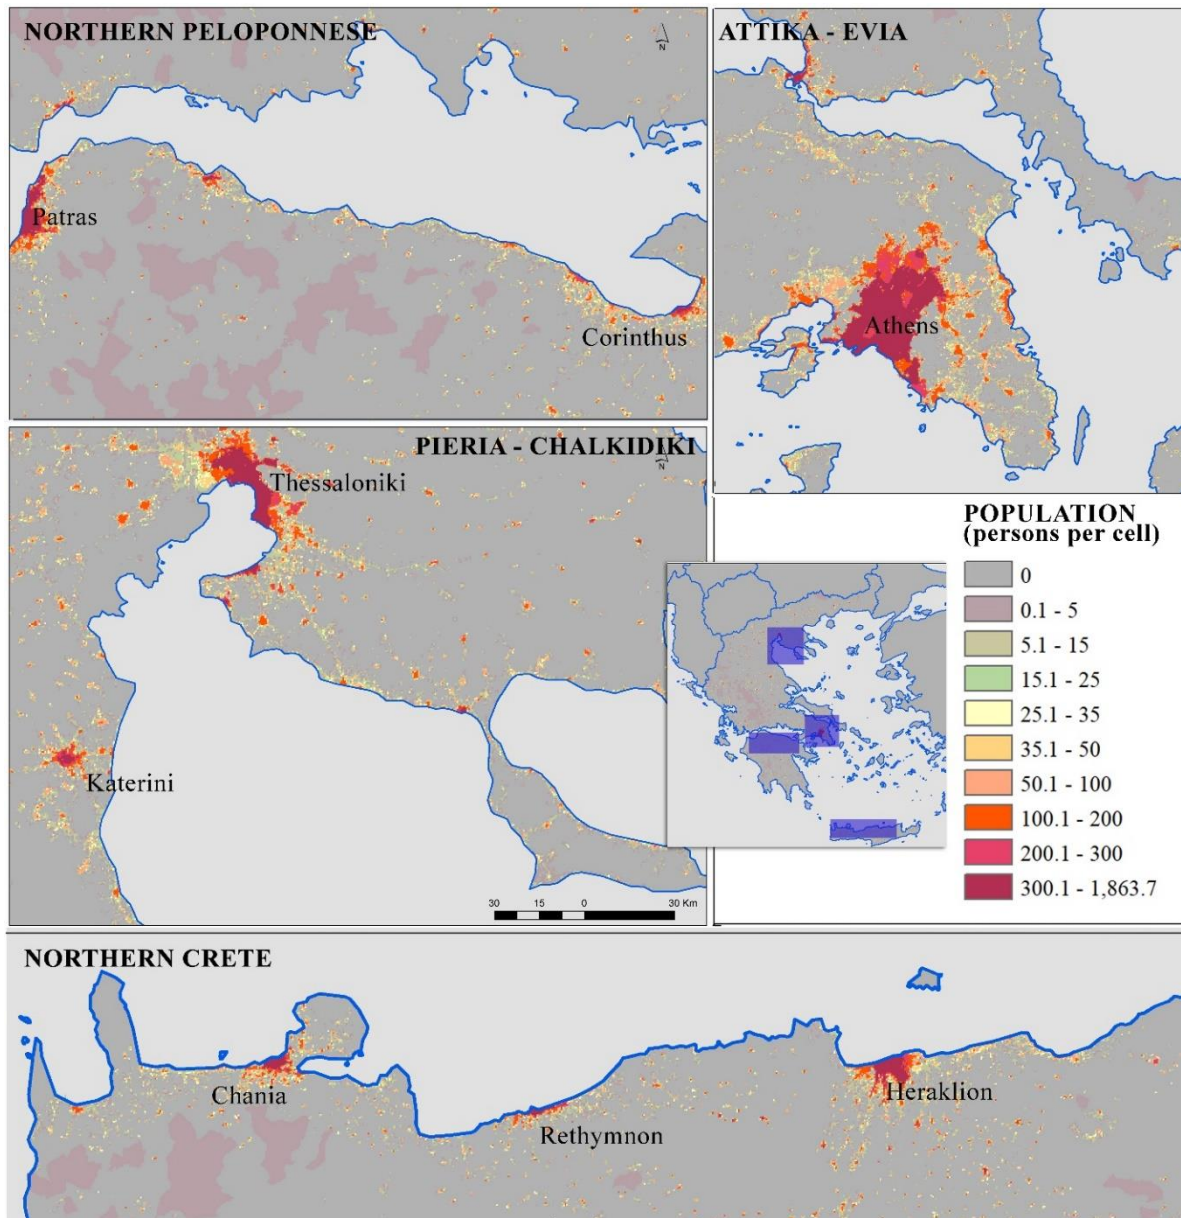 NORTHERN PELOPONNESE
N
Patras
Corinthus
ATTIKA - EVIA
Athens
PIERIA - CHALKIDIKI
N
Thessaloniki
Katerini
30 15 0 30 Km
POPULATION
(persons per cell)
0
0.1 - 5
5.1 - 15
15.1 - 25
25.1 - 35
35.1 - 50
50.1 - 100
100.1 - 200
200.1 - 300
300.1 - 1,863.7
NORTHERN CRETE
Chania
Rethymnon
Heraklion